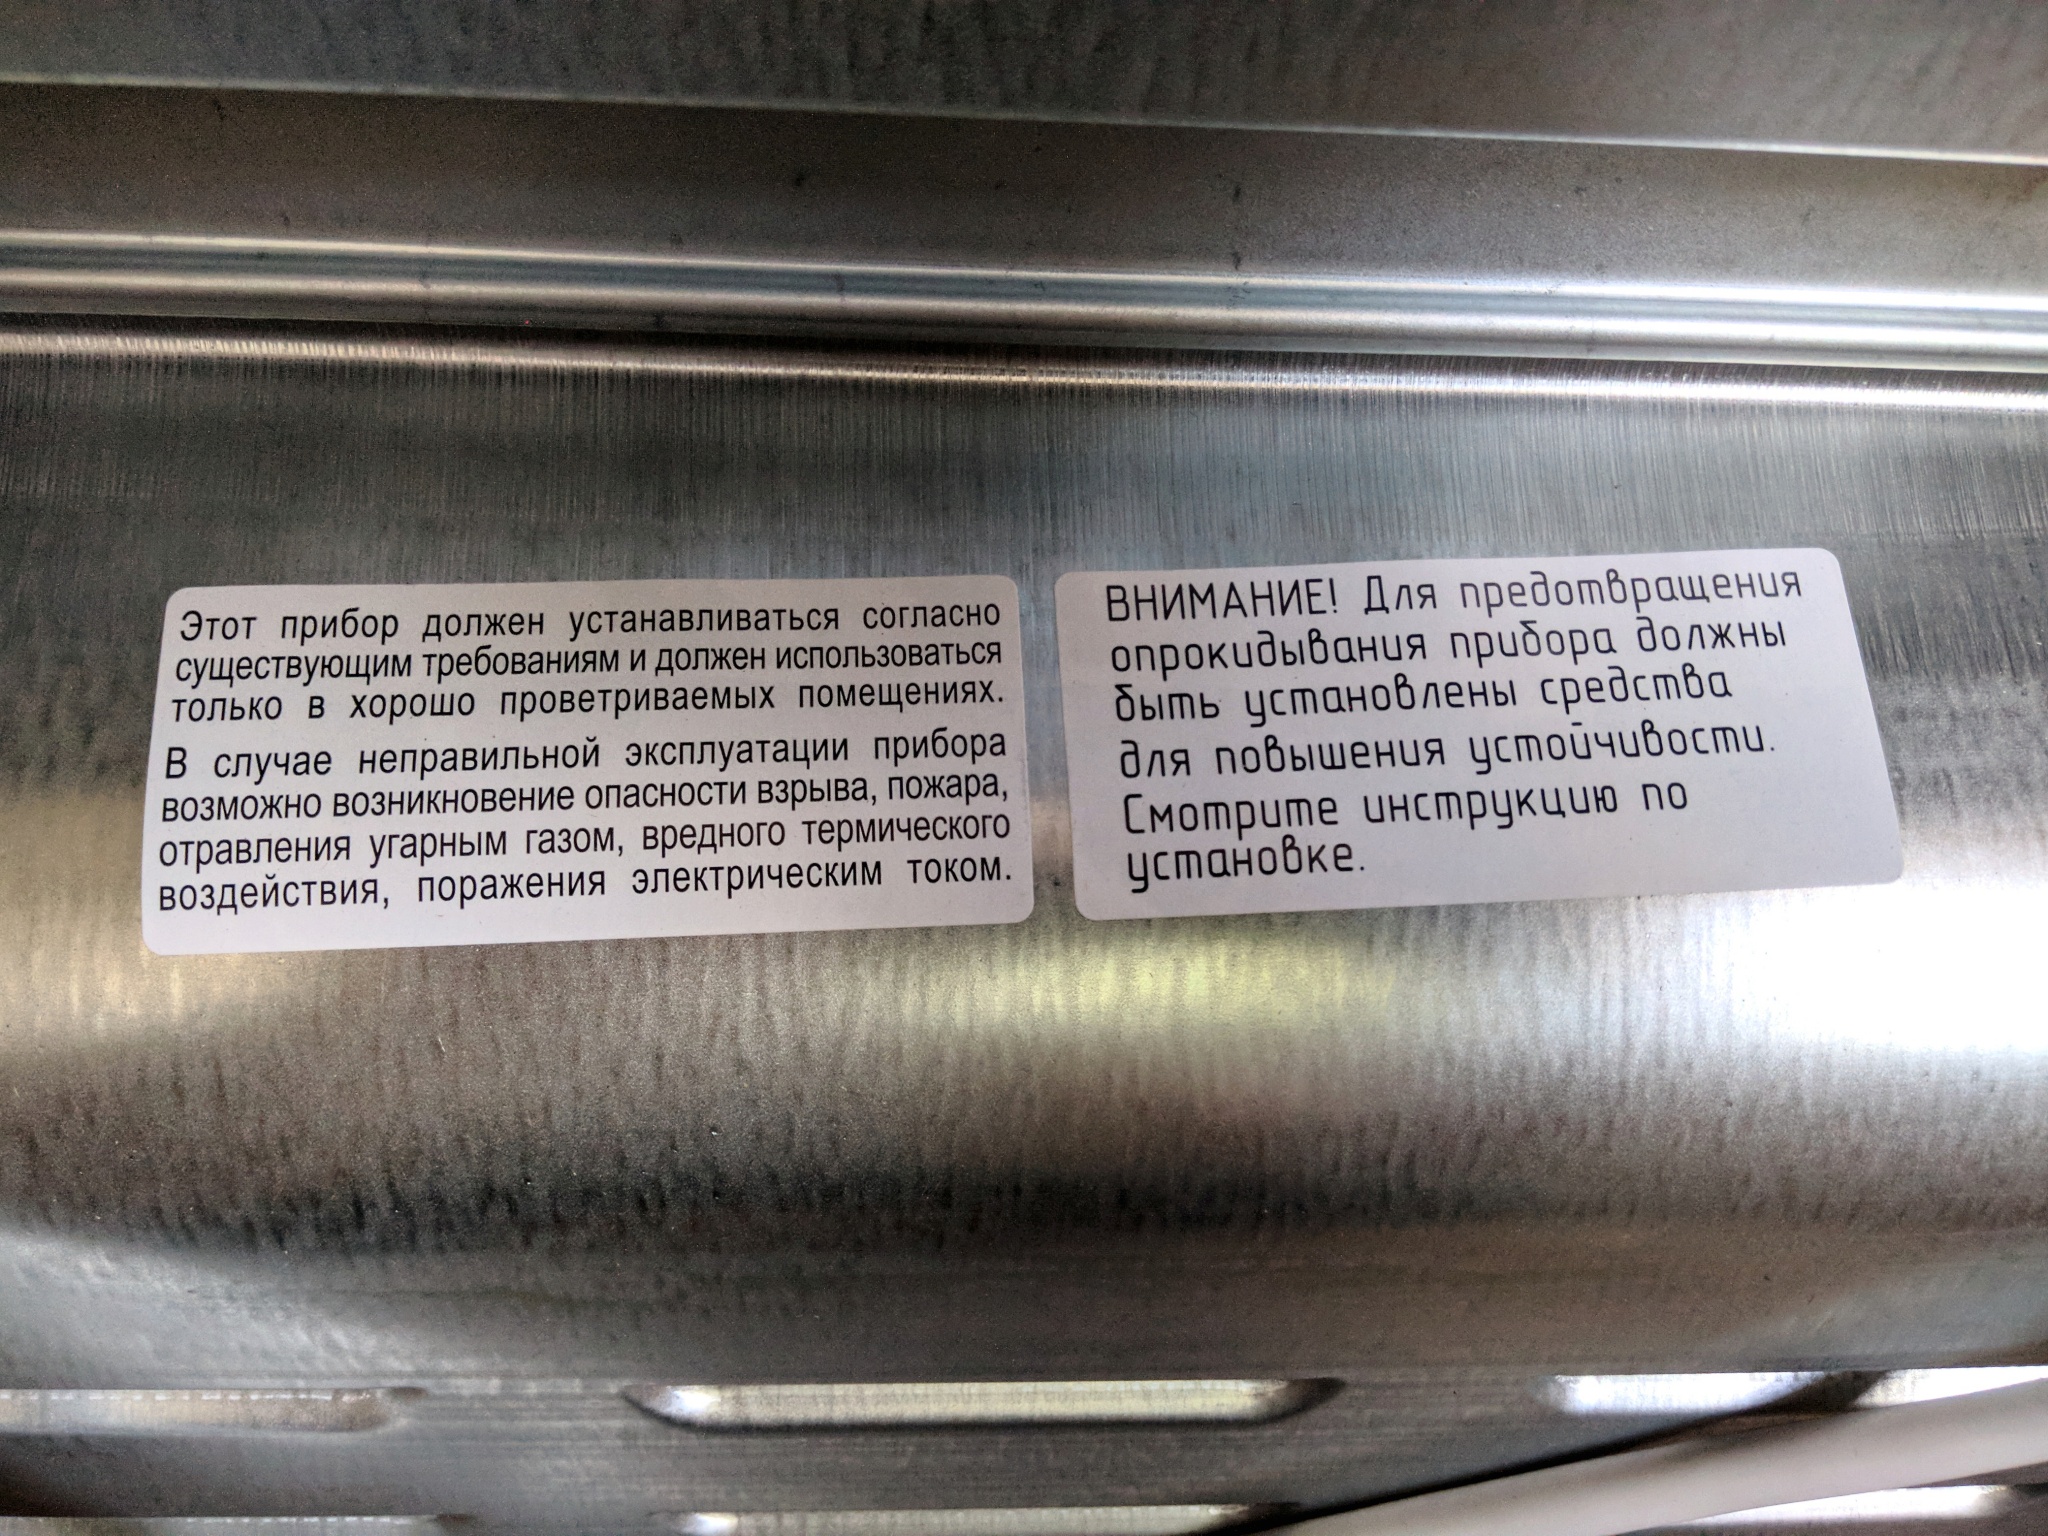 Этот прибор должен устанавливаться согласно
существующим требованиям и должен использоваться
только в хорошо проветриваемых помещениях.
В случае неправильной эксплуатации прибора
возможно возникновение опасности взрыва, пожара,
отравления угарным газом, вредного термического
воздействия, поражения электрическим током.
ВНИМАНИЕ! Для предотвращения
опрокидывания прибора должны
быть установлены средства
для повышения устойчивости.
Смотрите инструкцию по
установке.